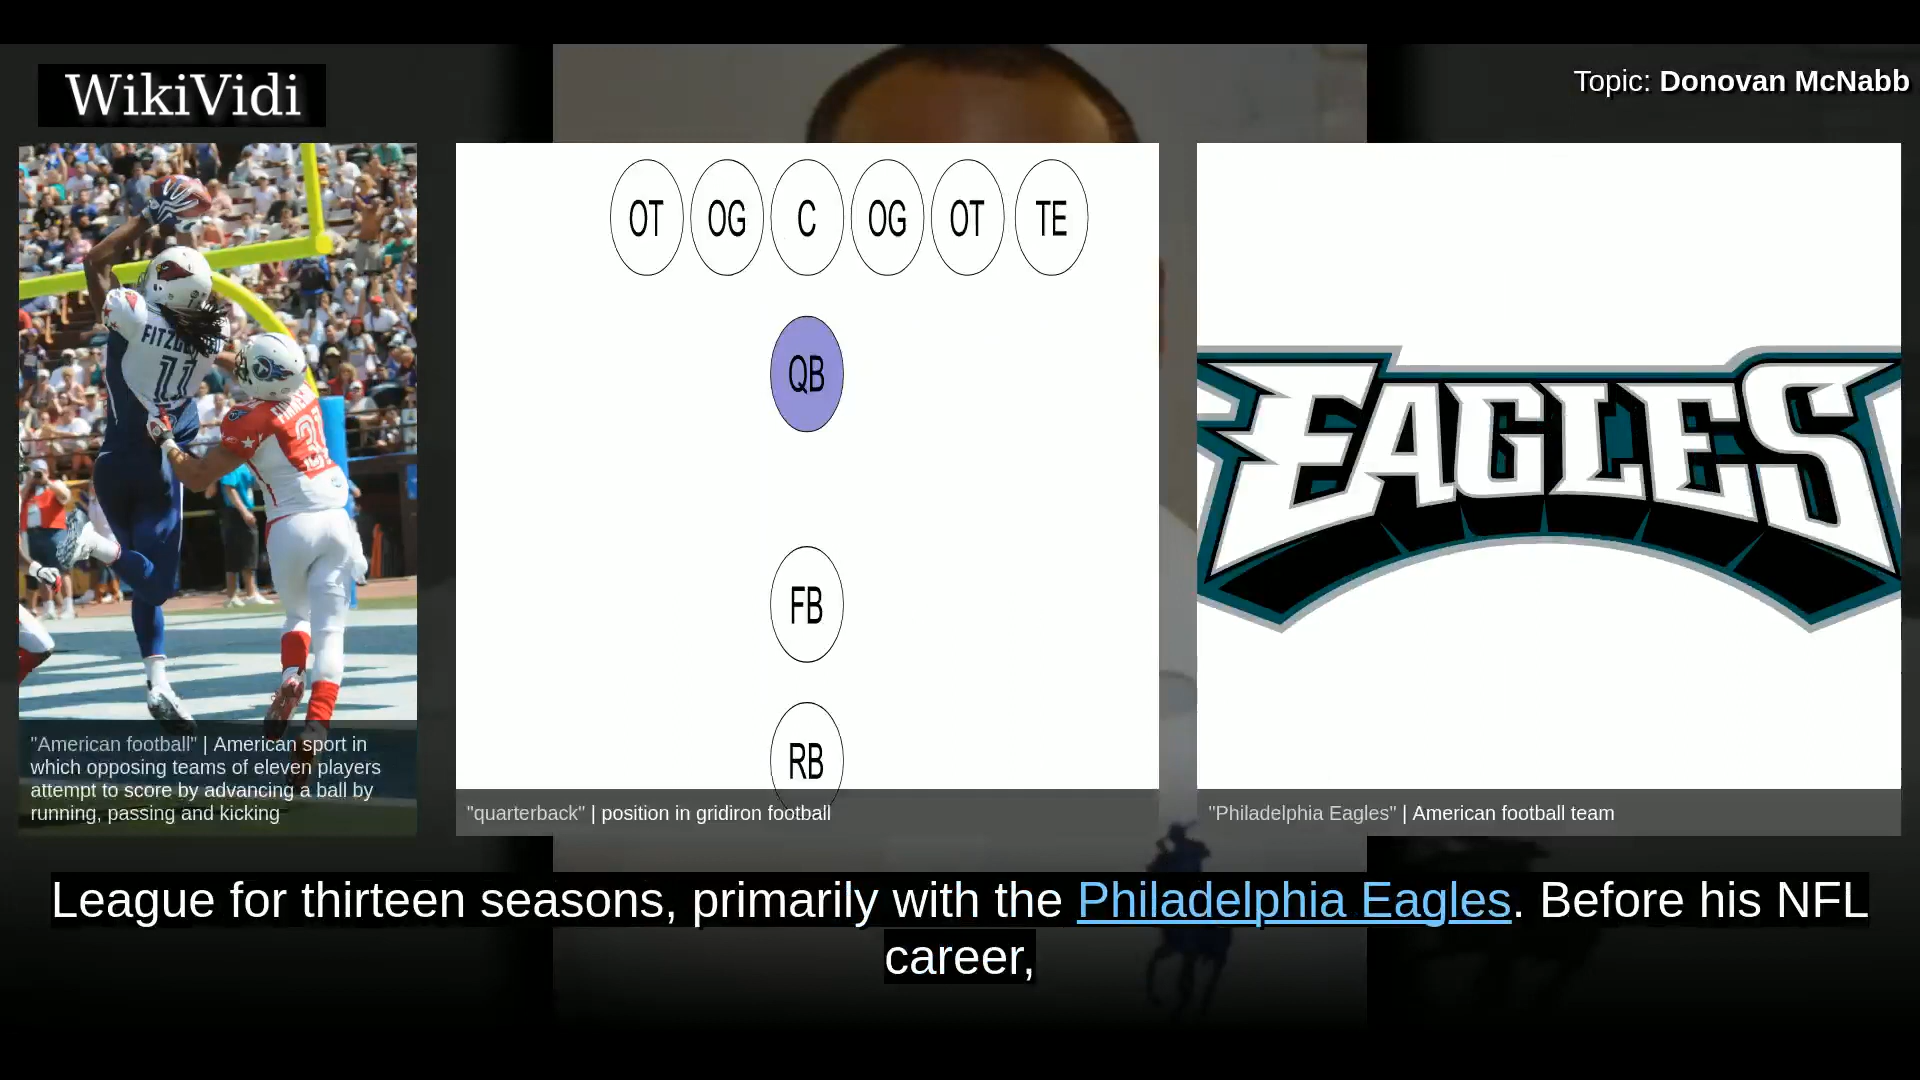 WikiVidi
Topic: Donovan McNabb
11
31
"American football" | American sport in
which opposing teams of eleven players
attempt to score by advancing a ball by
running, passing and kicking
OT OG C OG OT TE
QB
FB
RB
"quarterback" | position in gridiron football
EAGLES
"Philadelphia Eagles" | American football team
League for thirteen seasons, primarily with the Philadelphia Eagles. Before his NFL
career,